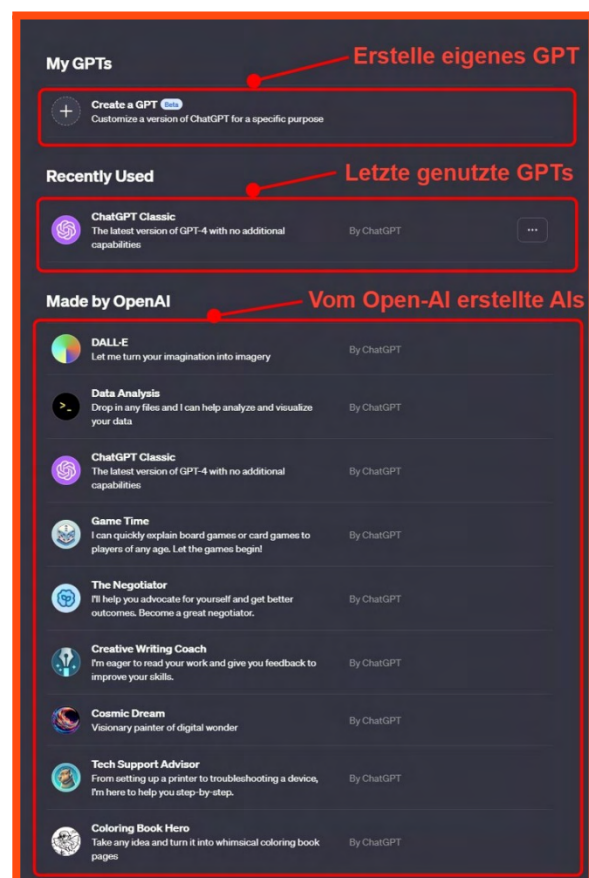 My GPTs
Erstelle eigenes GPT
Create a GPT Beta
Customize a version of ChatGPT for a specific purpose
Recently Used
Letzte genutzte GPTs
ChatGPT Classic
The latest version of GPT-4 with no additional
capabilities
By ChatGPT
Made by OpenAI
Vom Open-AI erstellte AIs
DALL·E
Let me turn your imagination into imagery
By ChatGPT
Data Analysis
Drop in any files and I can help analyze and visualize
your data
By ChatGPT
ChatGPT Classic
The latest version of GPT-4 with no additional
capabilities
By ChatGPT
Game Time
I can quickly explain board games or card games to
players of any age. Let the games begin!
By ChatGPT
The Negotiator
I'll help you advocate for yourself and get better
outcomes. Become a great negotiator.
By ChatGPT
Creative Writing Coach
I'm eager to read your work and give you feedback to
improve your skills.
By ChatGPT
Cosmic Dream
Visionary painter of digital wonder
By ChatGPT
Tech Support Advisor
From setting up a printer to troubleshooting a device,
I'm here to help you step-by-step.
By ChatGPT
Coloring Book Hero
Take any idea and turn it into whimsical coloring book
pages
By ChatGPT